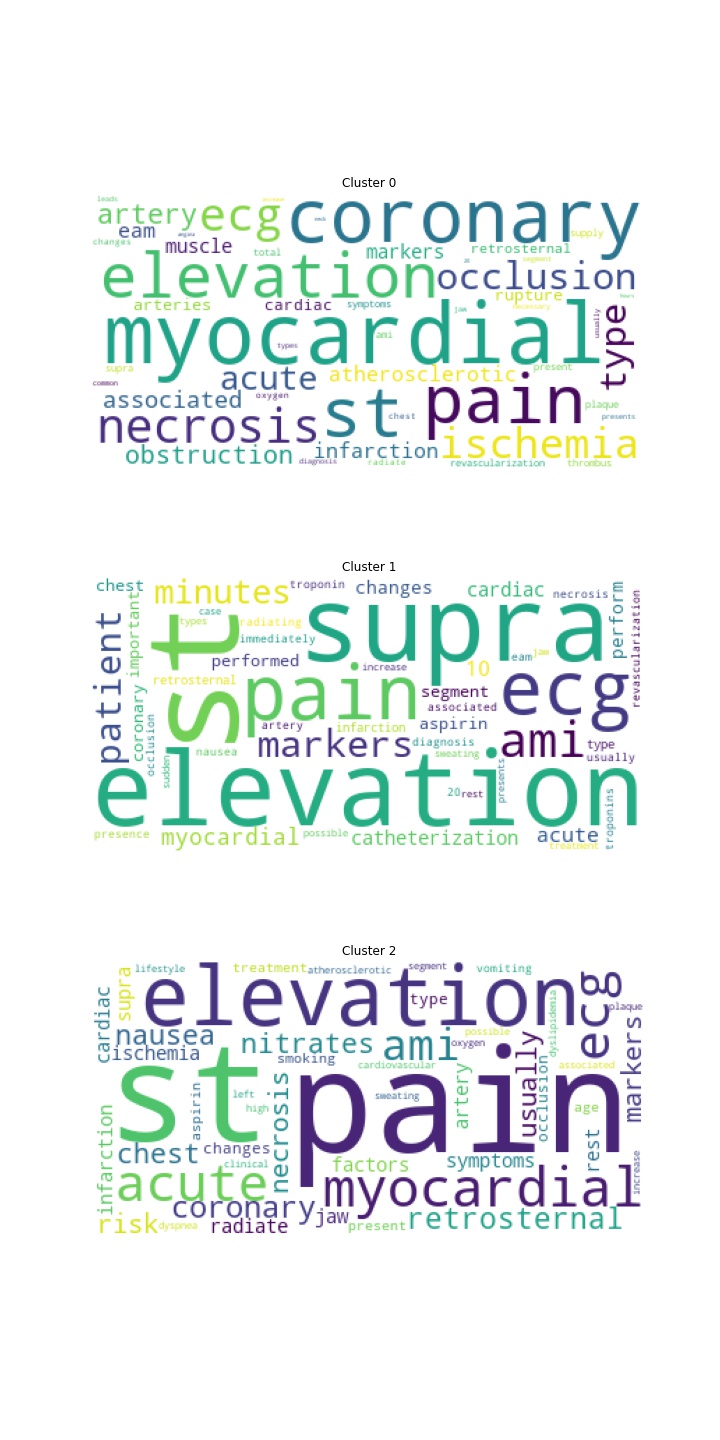 Cluster 0
leads
artery ecg coronary
eam
changes
muscle
total
markers retrosternal
supply
segment
elevation occlusion
arteries cardiac symptoms
rupture
necessary
myocardial
usually
type
types
ami
jaw
supra
common
acute atherosclerotic
present
associated oxygen
necrosis st chest pain
plaque
presents
obstruction infarction ischemia
diagnosis radiate revascularization thrombus
Cluster 1
chest minutes troponin changes cardiac necrosis
perform
revascularization
case
types
st
radiating
immediately
supra
important
patient
performed
increase
eam
jaw
10
retrosternal pain segment
associated
ecg
coronary
occlusion
artery
infarction
aspirin
markers diagnosis ami type
usually
nausea
sweating
sudden
elevation
20 rest
presents
troponins
presence myocardial possible catheterization acute
treatment
Cluster 2
lifestyle treatment atherosclerotic segment vomiting
supra
cardiac
elevation type
ecg
plaque
nausea
ischemia
nitrates ami
possible
oxygen
smoking
cardiovascular
usually
occlusion
dyslipidemia
associated
markers
st pain
aspirin
left
high
necrosis
sweating
artery
age
rest
chest changes
clinical
factors symptoms
infarction
acute myocardial
increase
coronary jaw
risk dyspnea radiate present retrosternal